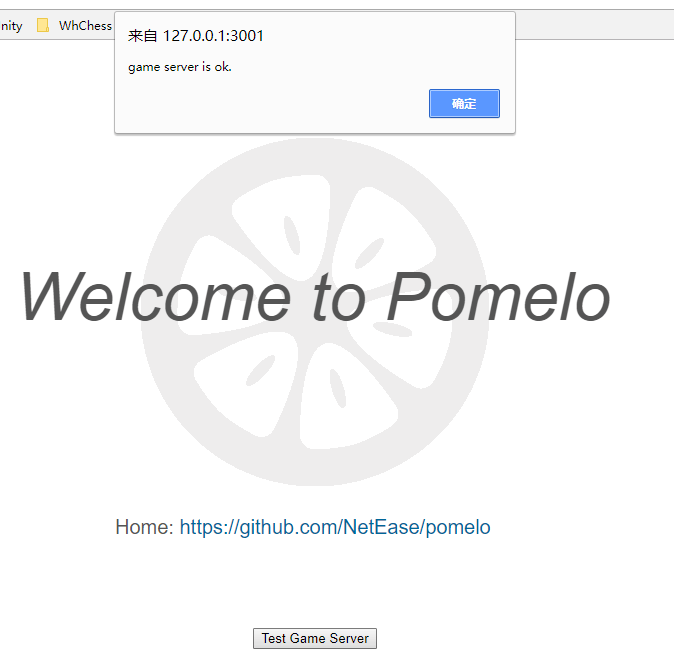 nity WhChess
来自 127.0.0.1:3001
game server is ok.
确定
Welcome to Pomelo
Home: https://github.com/NetEase/pomelo
Test Game Server